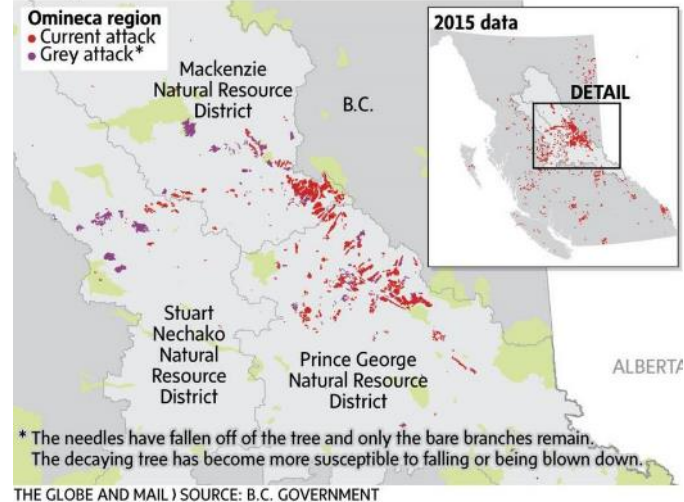 Omineca region
Current attack
Grey attack*
2015 data
DETAIL
Mackenzie
Natural Resource
District
B.C.
Stuart
Nechako
Natural
Resource
District
Prince George
Natural Resource
District
ALBERTA
* The needles have fallen off of the tree and only the bare branches remain.
The decaying tree has become more susceptible to falling or being blown down.
THE GLOBE AND MAIL ) SOURCE: B.C. GOVERNMENT